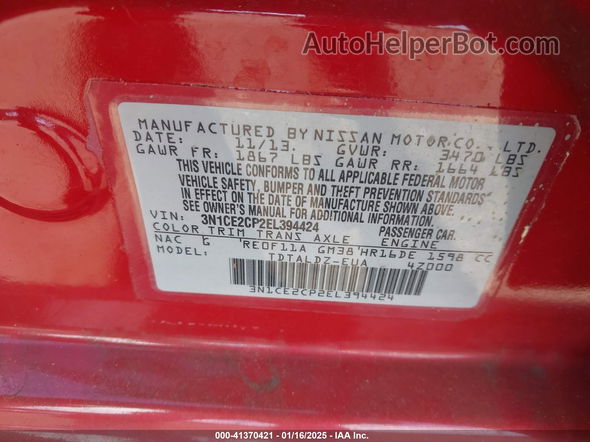 AutoHelperBot.com
MANUFACTURED BY NISSAN MOTOR CO., LTD.
DATE: 11/13. GVWR: 3470 LBS
GAWR FR: 1867 LBS GAWR RR: 1664 LBS
THIS VEHICLE CONFORMS TO ALL APPLICABLE FEDERAL MOTOR
VEHICLE SAFETY, BUMPER AND THEFT PREVENTION STANDARDS
IN EFFECT ON THE DATE OF MANUFACTURE SHOWN ABOVE.
SEE OWNER'S MANUAL FOR ADDITIONAL INFORMATION.
VIN: 3N1CE2CP2EL394424 PASSENGER CAR.
COLOR TRIM TRANS AXLE ENGINE
NAC G RE0F11A GM38 HR16DE 1598 CC
MODEL: TDTALDZ-EUA 4Z000
3N1CE2CP2EL394424
000-41370421 - 01/16/2025 - IAA Inc.